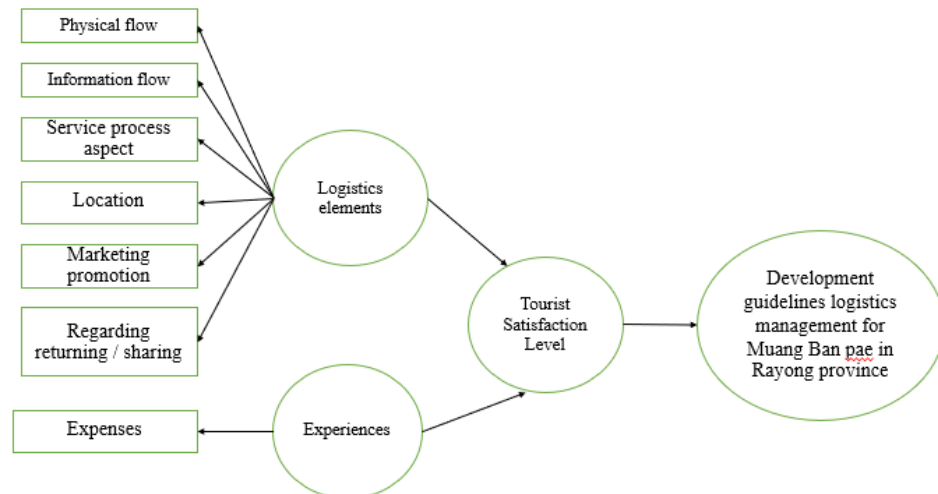 Physical flow
Information flow
Service process
aspect
Location
Marketing
promotion
Regarding
returning / sharing
Expenses
Logistics
elements
Experiences
Tourist
Satisfaction
Level
Development
guidelines logistics
management for
Muang Ban pae in
Rayong province